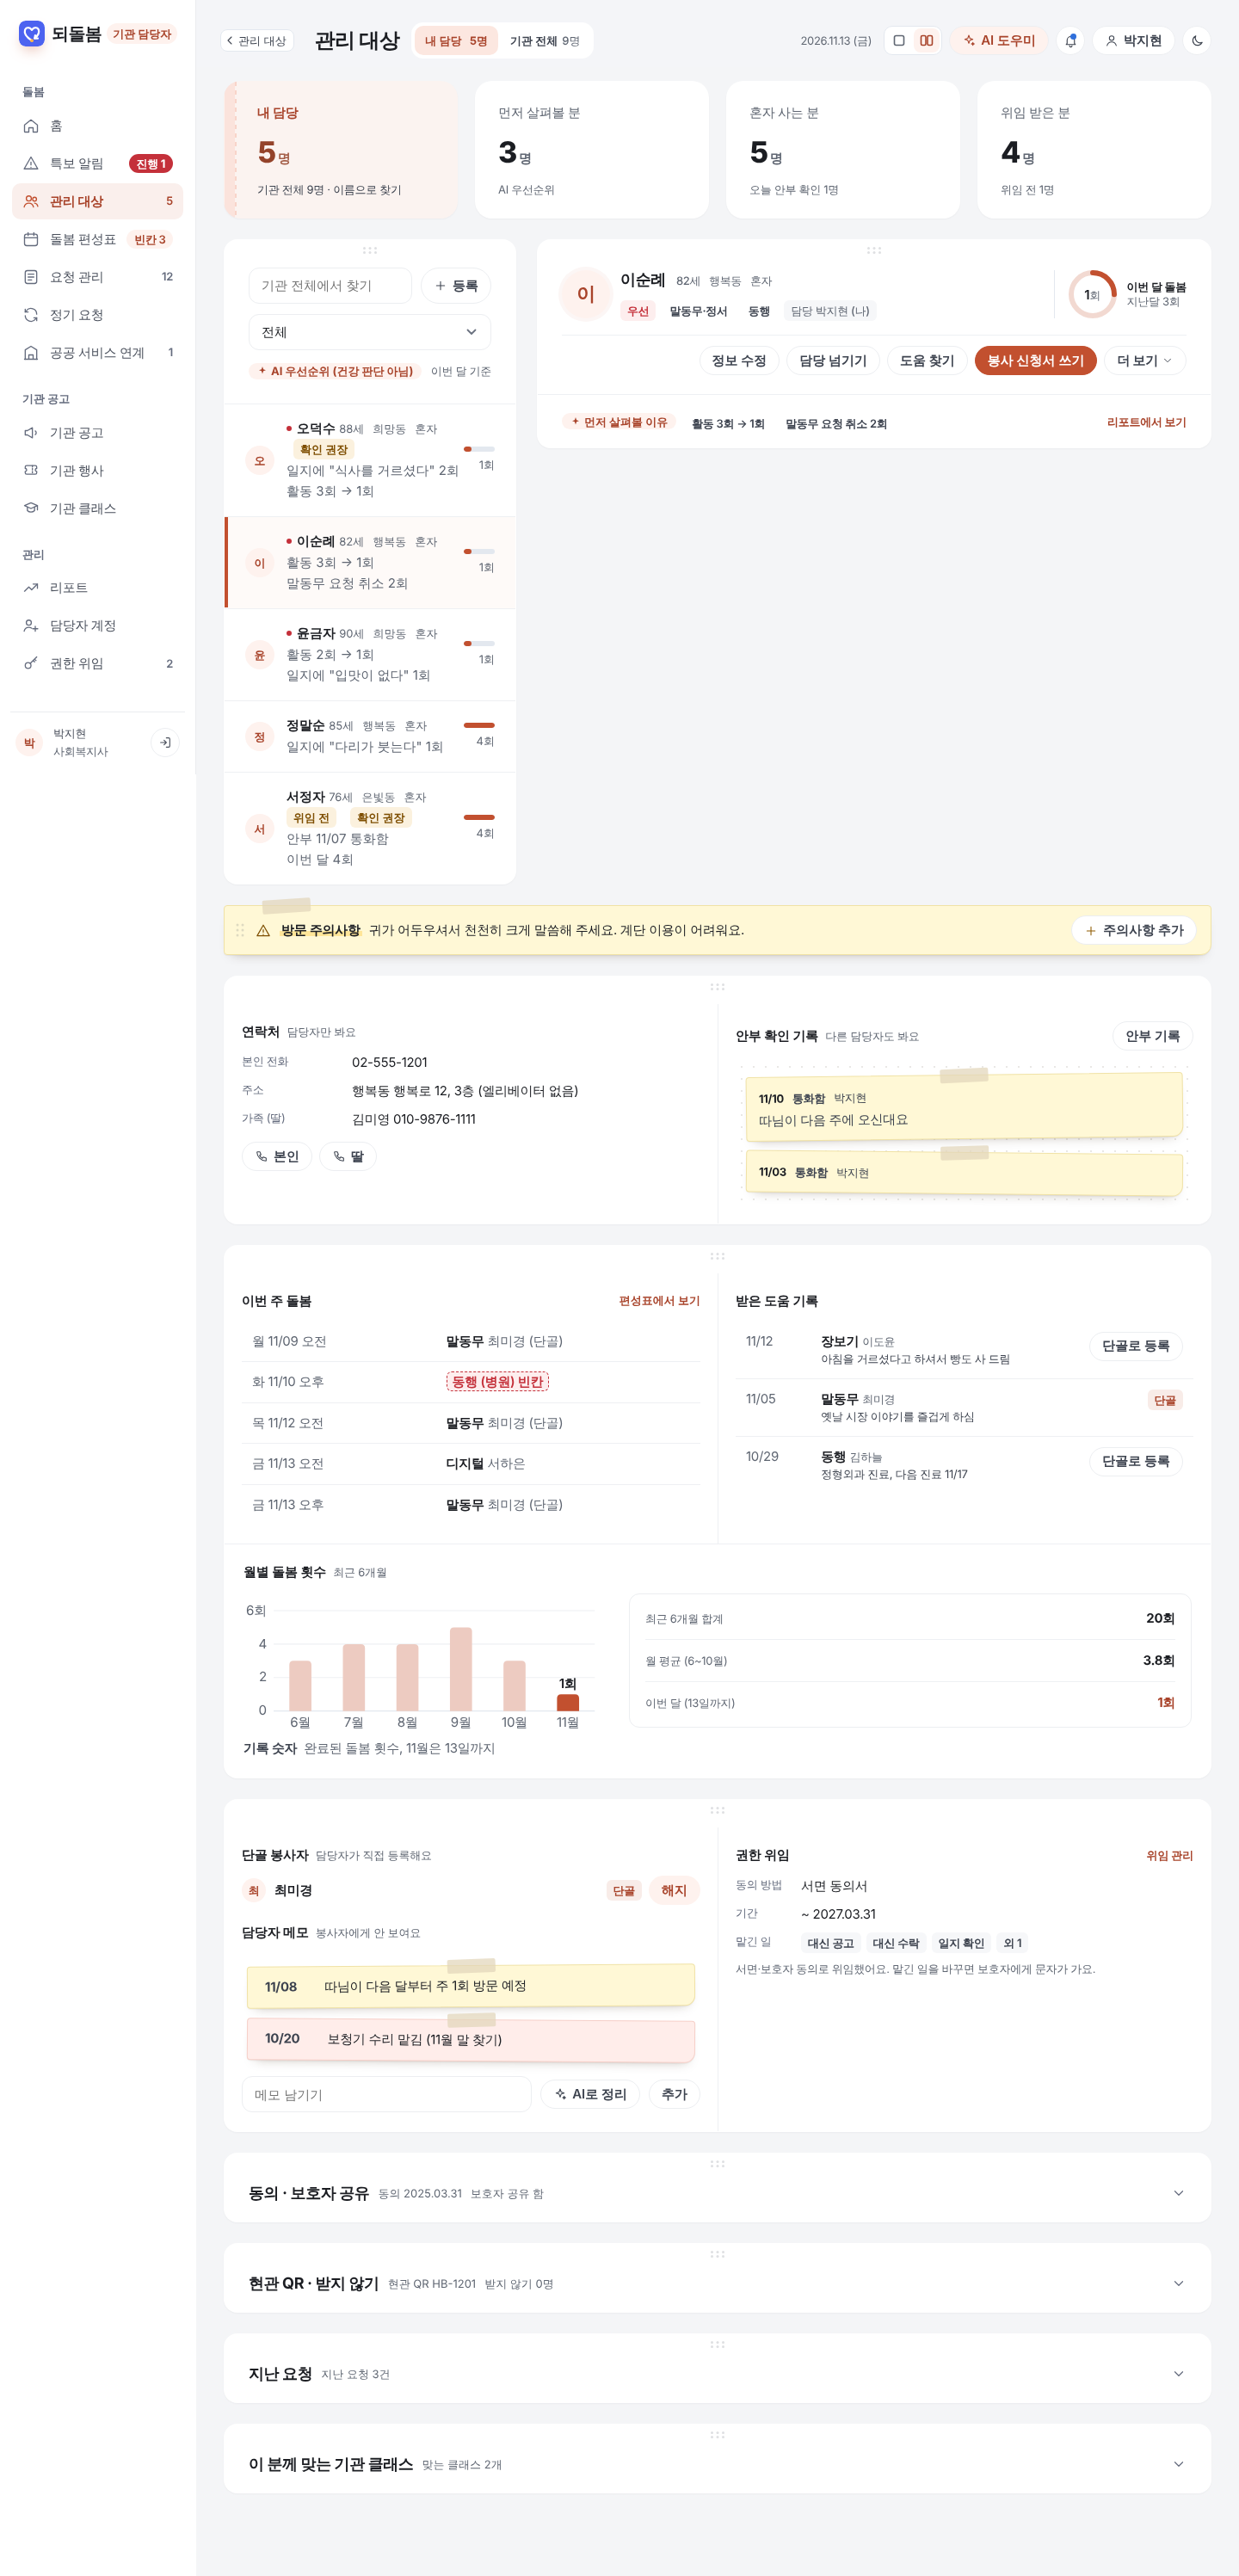 되돌봄 기관 담당자
돌봄
홈
특보 알림 진행 1
관리 대상 5
돌봄 편성표 빈칸 3
요청 관리 12
정기 요청
공공 서비스 연계 1
기관 공고
기관 공고
기관 행사
기관 클래스
관리
리포트
담당자 계정
권한 위임 2
박 박지현
사회복지사
관리 대상
관리 대상
내 담당 5명 기관 전체 9명
2026.11.13 (금)
AI 도우미
박지현
내 담당
5명
기관 전체 9명 · 이름으로 찾기
먼저 살펴볼 분
3명
AI 우선순위
혼자 사는 분
5명
오늘 안부 확인 1명
위임 받은 분
4명
위임 전 1명
기관 전체에서 찾기
+ 등록
전체
AI 우선순위 (건강 판단 아님) 이번 달 기준
오 오덕수 88세 희망동 혼자
확인 권장
일지에 "식사를 거르셨다" 2회
활동 3회 → 1회
1회
이 이순례 82세 행복동 혼자
활동 3회 → 1회
말동무 요청 취소 2회
1회
윤 윤금자 90세 희망동 혼자
활동 2회 → 1회
일지에 "입맛이 없다" 1회
1회
정 정말순 85세 행복동 혼자
일지에 "다리가 붓는다" 1회
4회
서 서정자 76세 은빛동 혼자
위임 전 확인 권장
안부 11/07 통화함
이번 달 4회
4회
이 이순례 82세 행복동 혼자
우선 말동무·정서 동행 담당 박지현 (나)
1회
이번 달 돌봄
지난달 3회
정보 수정 담당 넘기기 도움 찾기 봉사 신청서 쓰기 더 보기
먼저 살펴볼 이유 활동 3회 → 1회 말동무 요청 취소 2회 리포트에서 보기
방문 주의사항 귀가 어두우셔서 천천히 크게 말씀해 주세요. 계단 이용이 어려워요.
+ 주의사항 추가
연락처 담당자만 봐요
본인 전화 02-555-1201
주소 행복동 행복로 12, 3층 (엘리베이터 없음)
가족 (딸) 김미영 010-9876-1111
본인 딸
안부 확인 기록 다른 담당자도 봐요
안부 기록
11/10 통화함 박지현
따님이 다음 주에 오신대요
11/03 통화함 박지현
이번 주 돌봄 편성표에서 보기
월 11/09 오전 말동무 최미경 (단골)
화 11/10 오후 동행 (병원) 빈칸
목 11/12 오전 말동무 최미경 (단골)
금 11/13 오전 디지털 서하은
금 11/13 오후 말동무 최미경 (단골)
받은 도움 기록
11/12 장보기 이도윤
아침을 거르셨다고 하셔서 빵도 사 드림
단골로 등록
11/05 말동무 최미경
옛날 시장 이야기를 즐겁게 하심
단골
10/29 동행 김하늘
정형외과 진료, 다음 진료 11/17
단골로 등록
월별 돌봄 횟수 최근 6개월
6회
4
2
0
1회
6월 7월 8월 9월 10월 11월
기록 숫자 완료된 돌봄 횟수, 11월은 13일까지
최근 6개월 합계 20회
월 평균 (6~10월) 3.8회
이번 달 (13일까지) 1회
단골 봉사자 담당자가 직접 등록해요
최 최미경 단골 해지
담당자 메모 봉사자에게 안 보여요
11/08 따님이 다음 달부터 주 1회 방문 예정
10/20 보청기 수리 맡김 (11월 말 찾기)
메모 남기기
AI로 정리
추가
권한 위임 위임 관리
동의 방법 서면 동의서
기간 ~ 2027.03.31
맡긴 일 대신 공고 대신 수락 일지 확인 외 1
서면·보호자 동의로 위임했어요. 맡긴 일을 바꾸면 보호자에게 문자가 가요.
동의 · 보호자 공유 동의 2025.03.31 보호자 공유 함
현관 QR · 받지 않기 현관 QR HB-1201 받지 않기 0명
지난 요청 지난 요청 3건
이 분께 맞는 기관 클래스 맞는 클래스 2개